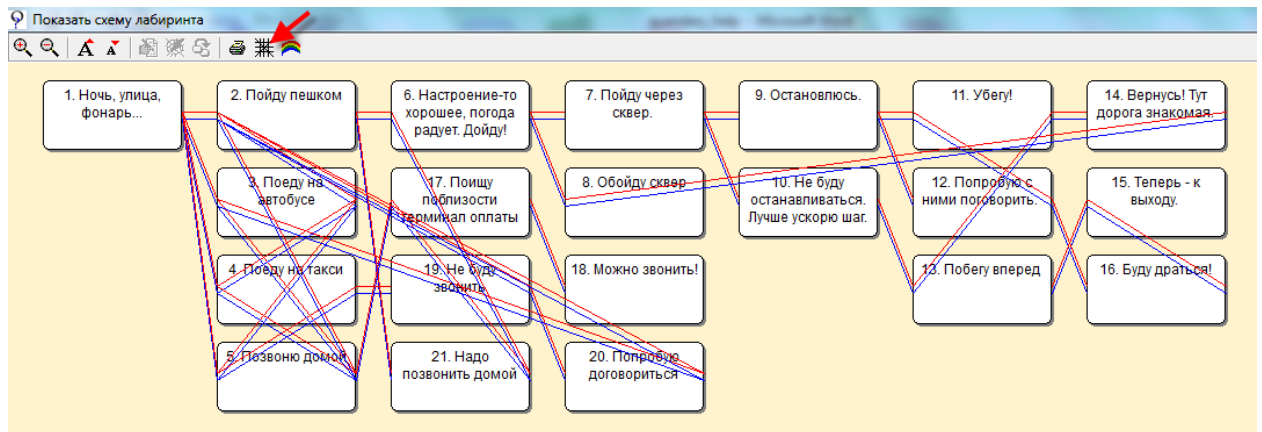 Показать схему лабиринта
A A
1. Ночь, улица,
фонарь...
2. Пойду пешком
6. Настроение-то
хорошее, погода
радует. Дойду!
7. Пойду через
сквер.
9. Остановлюсь.
11. Убегу!
14. Вернусь! Тут
дорога знакомая.
3. Поеду на
автобусе
17. Поищу
поблизости
терминал оплаты
8. Обойду сквер
10. Не буду
останавливаться.
Лучше ускорю шаг.
12. Попробую с
ними поговорить.
15. Теперь - к
выходу.
4. Поеду на такси
19. Не буду
звонить
18. Можно звонить!
13. Побегу вперед
16. Буду драться!
5. Позвоню домой
21. Надо
позвонить домой
20. Попробую
договориться